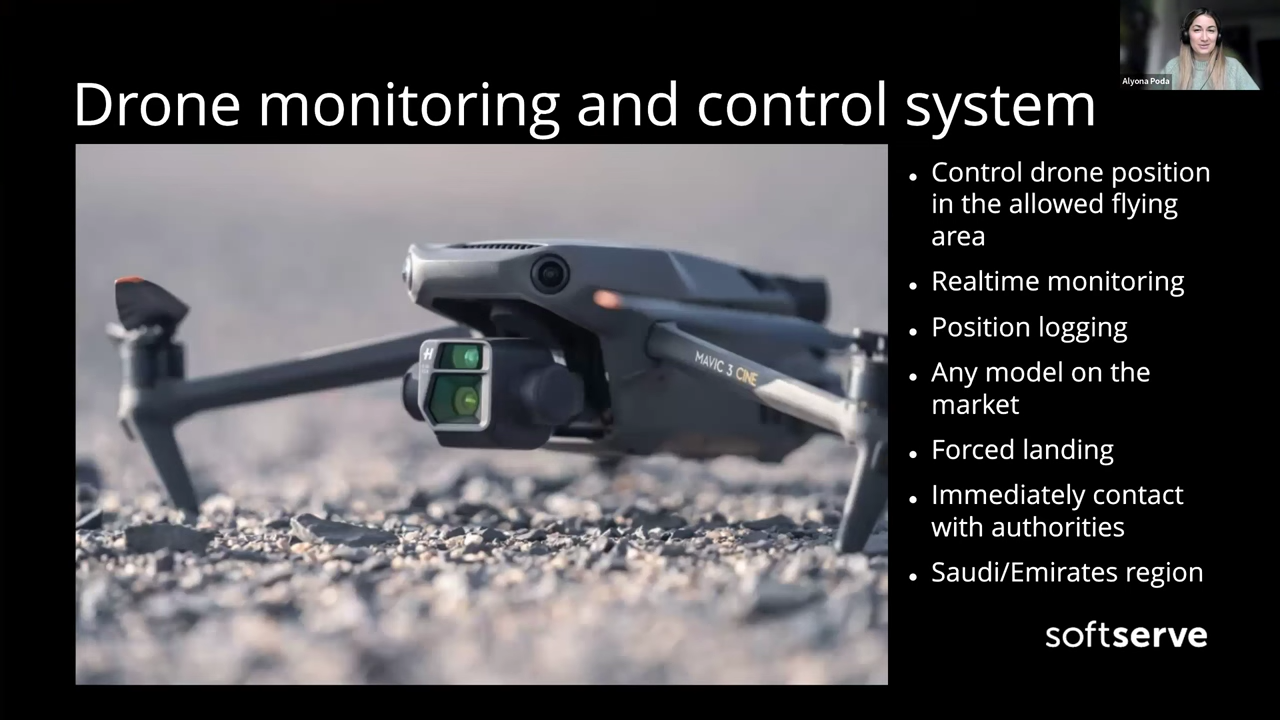 Alyona Poda
Drone monitoring and control system
• Control drone position
in the allowed flying
area
• Realtime monitoring
• Position logging
• Any model on the
market
• Forced landing
• Immediately contact
with authorities
• Saudi/Emirates region
H
MAVIC 3 CINE
softserve